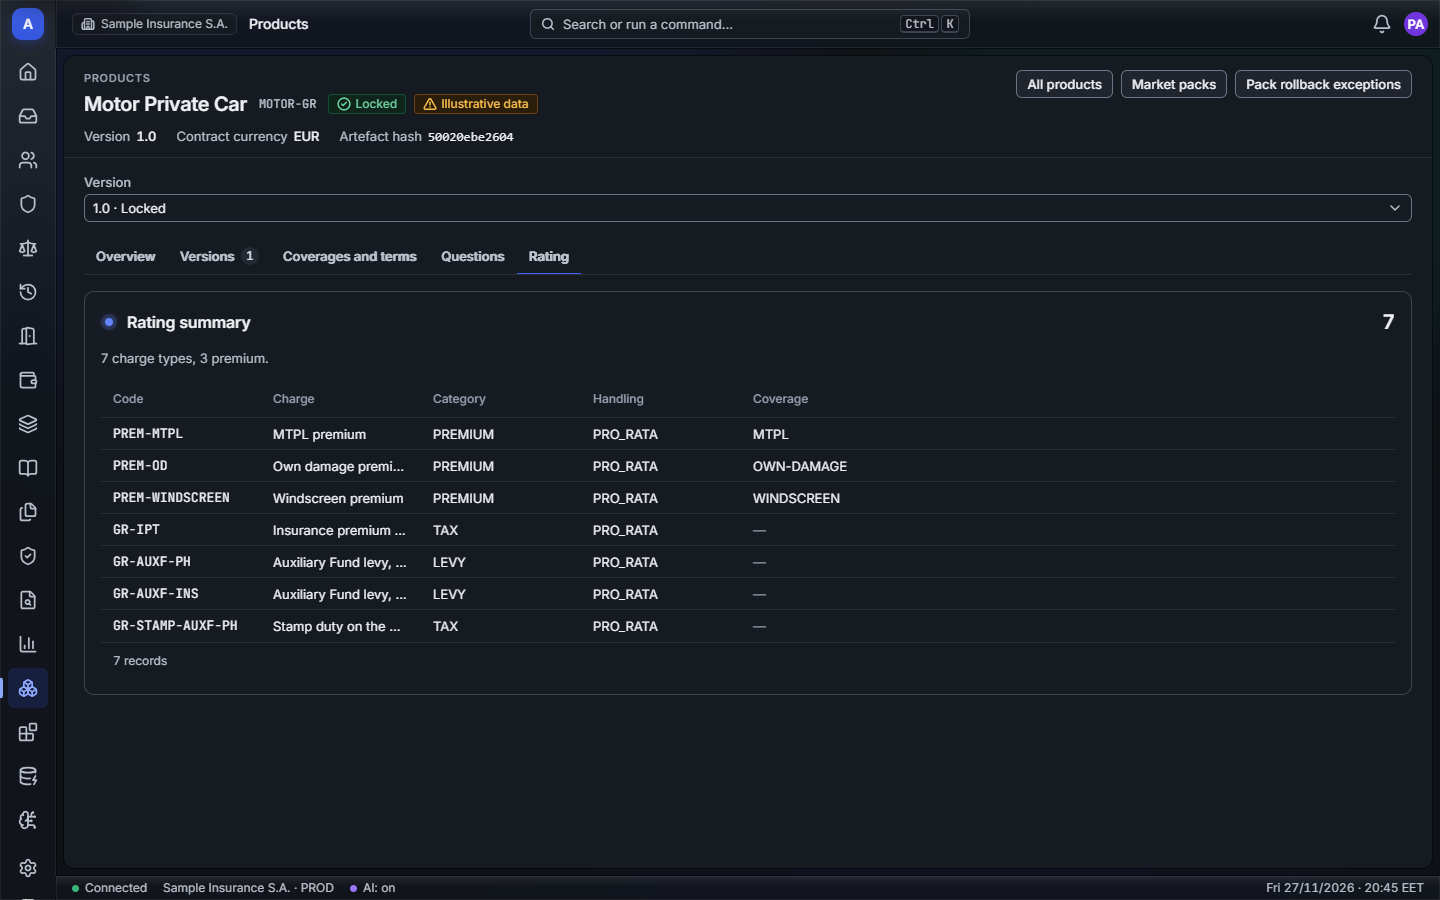 A
Sample Insurance S.A.
Products
Search or run a command...
Ctrl K
PA
PRODUCTS
Motor Private Car MOTOR-GR Locked Illustrative data
All products
Market packs
Pack rollback exceptions
Version 1.0 Contract currency EUR Artefact hash 50020ebe2604
Version
1.0 · Locked
Overview Versions 1 Coverages and terms Questions Rating
Rating summary 7
7 charge types, 3 premium.
Code Charge Category Handling Coverage
PREM-MTPL MTPL premium PREMIUM PRO_RATA MTPL
PREM-OD Own damage premi... PREMIUM PRO_RATA OWN-DAMAGE
PREM-WINDSCREEN Windscreen premium PREMIUM PRO_RATA WINDSCREEN
GR-IPT Insurance premium ... TAX PRO_RATA —
GR-AUXF-PH Auxiliary Fund levy, ... LEVY PRO_RATA —
GR-AUXF-INS Auxiliary Fund levy, ... LEVY PRO_RATA —
GR-STAMP-AUXF-PH Stamp duty on the ... TAX PRO_RATA —
7 records
Connected Sample Insurance S.A. · PROD AI: on
Fri 27/11/2026 · 20:45 EET